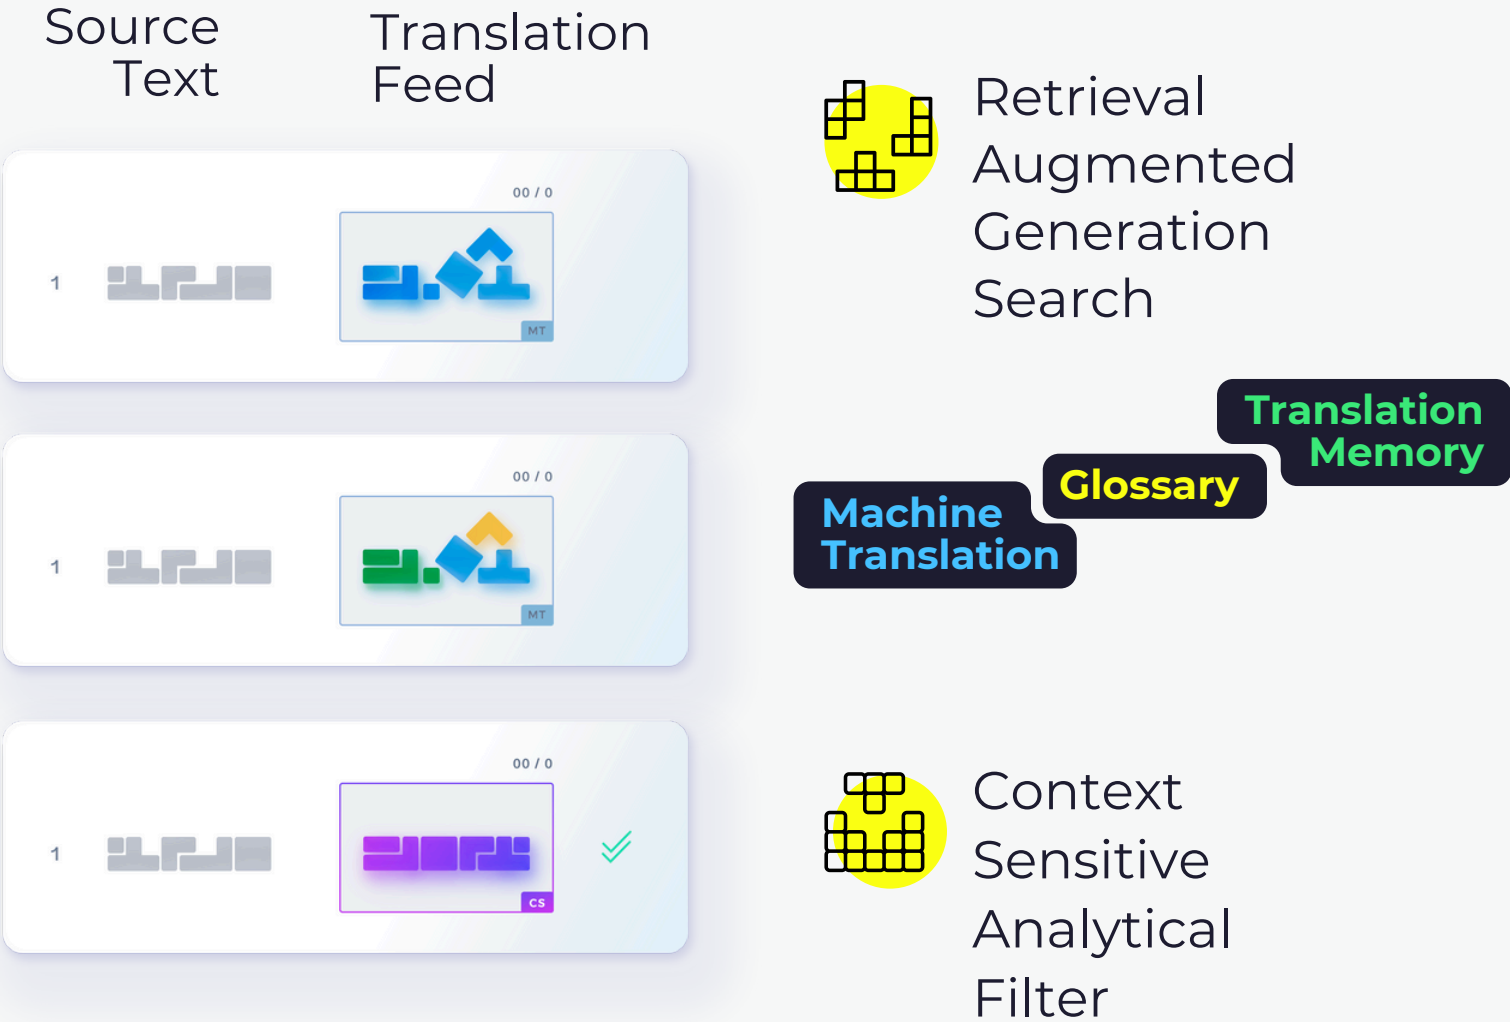 Source
Text
Translation
Feed
00 / 0
1
MT
00 / 0
1
MT
00 / 0
1
CS
Retrieval
Augmented
Generation
Search
Translation
Memory
Glossary
Machine
Translation
Context
Sensitive
Analytical
Filter